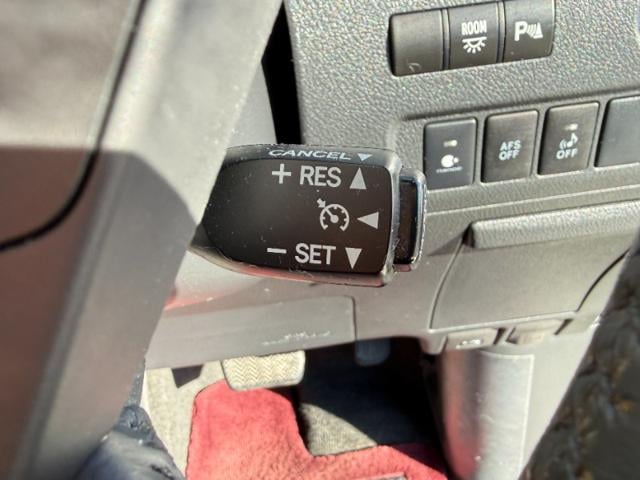 ROOM
P
AFS
OFF
OFF
CANCEL
+ RES
- SET